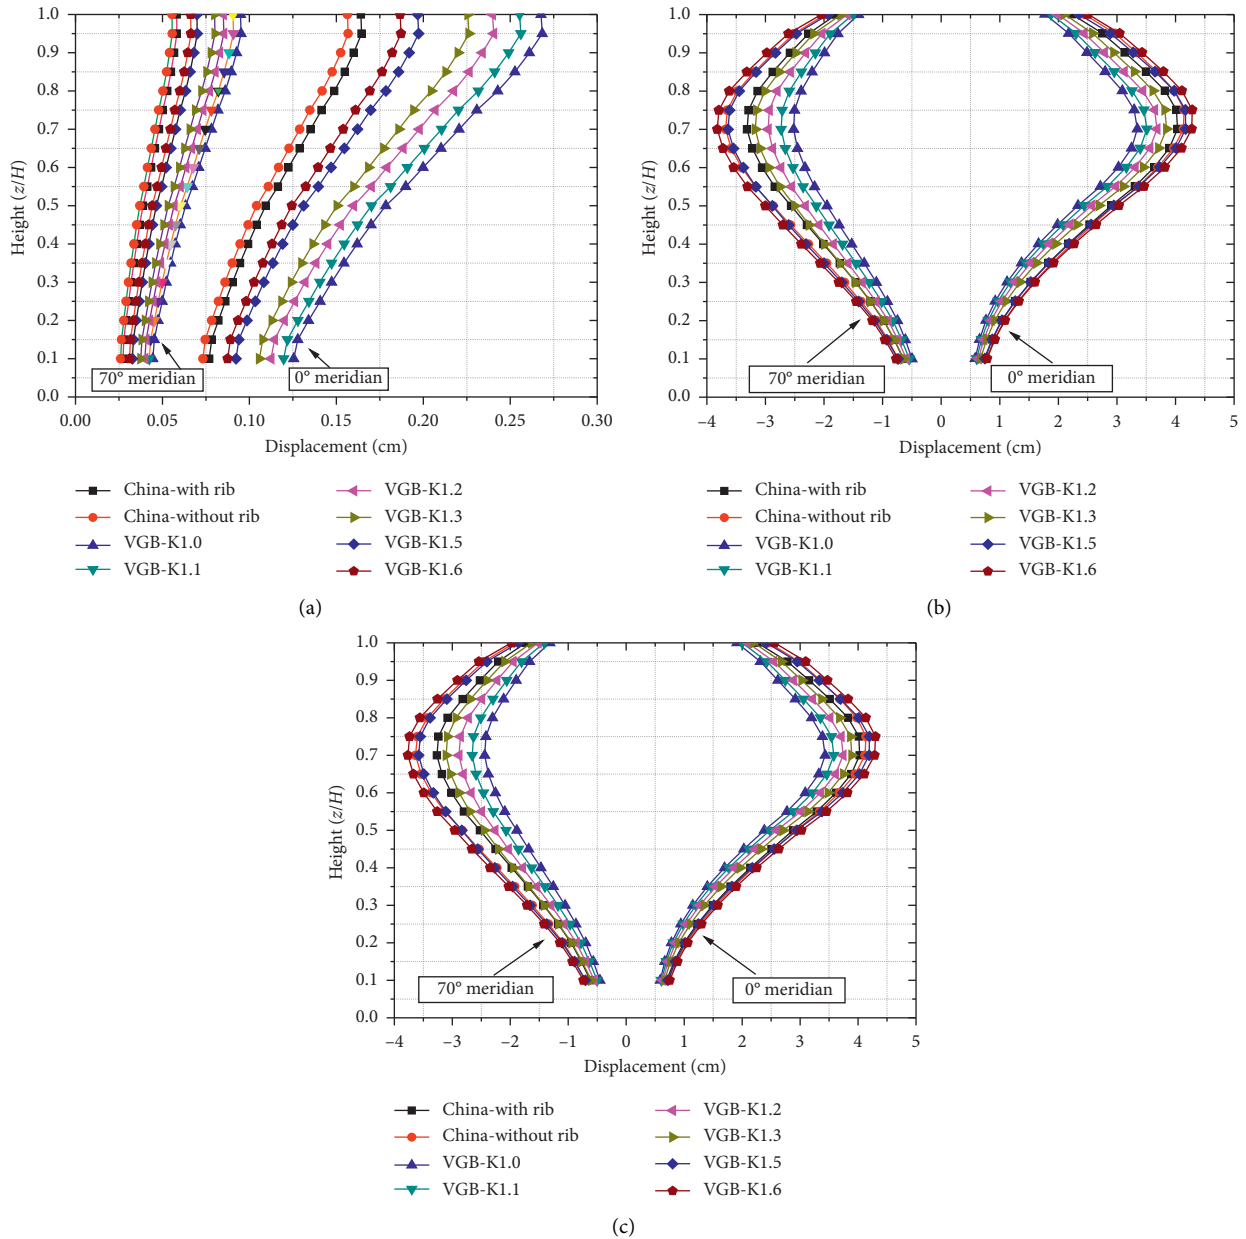 1.0
0.9
0.8
0.7
0.6
0.5
0.4
0.3
0.2
0.1
0.0
Height (z/H)
70° meridian
0° meridian
0.00 0.05 0.10 0.15 0.20 0.25 0.30
Displacement (cm)
China-with rib
China-without rib
VGB-K1.0
VGB-K1.1
VGB-K1.2
VGB-K1.3
VGB-K1.5
VGB-K1.6
(a)
1.0
0.9
0.8
0.7
0.6
0.5
0.4
0.3
0.2
0.1
0.0
Height (z/H)
70° meridian
0° meridian
–4 –3 –2 –1 0 1 2 3 4 5
Displacement (cm)
China-with rib
China-without rib
VGB-K1.0
VGB-K1.1
VGB-K1.2
VGB-K1.3
VGB-K1.5
VGB-K1.6
(b)
1.0
0.9
0.8
0.7
0.6
0.5
0.4
0.3
0.2
0.1
0.0
Height (z/H)
70° meridian
0° meridian
–4 –3 –2 –1 0 1 2 3 4 5
Displacement (cm)
China-with rib
China-without rib
VGB-K1.0
VGB-K1.1
VGB-K1.2
VGB-K1.3
VGB-K1.5
VGB-K1.6
(c)